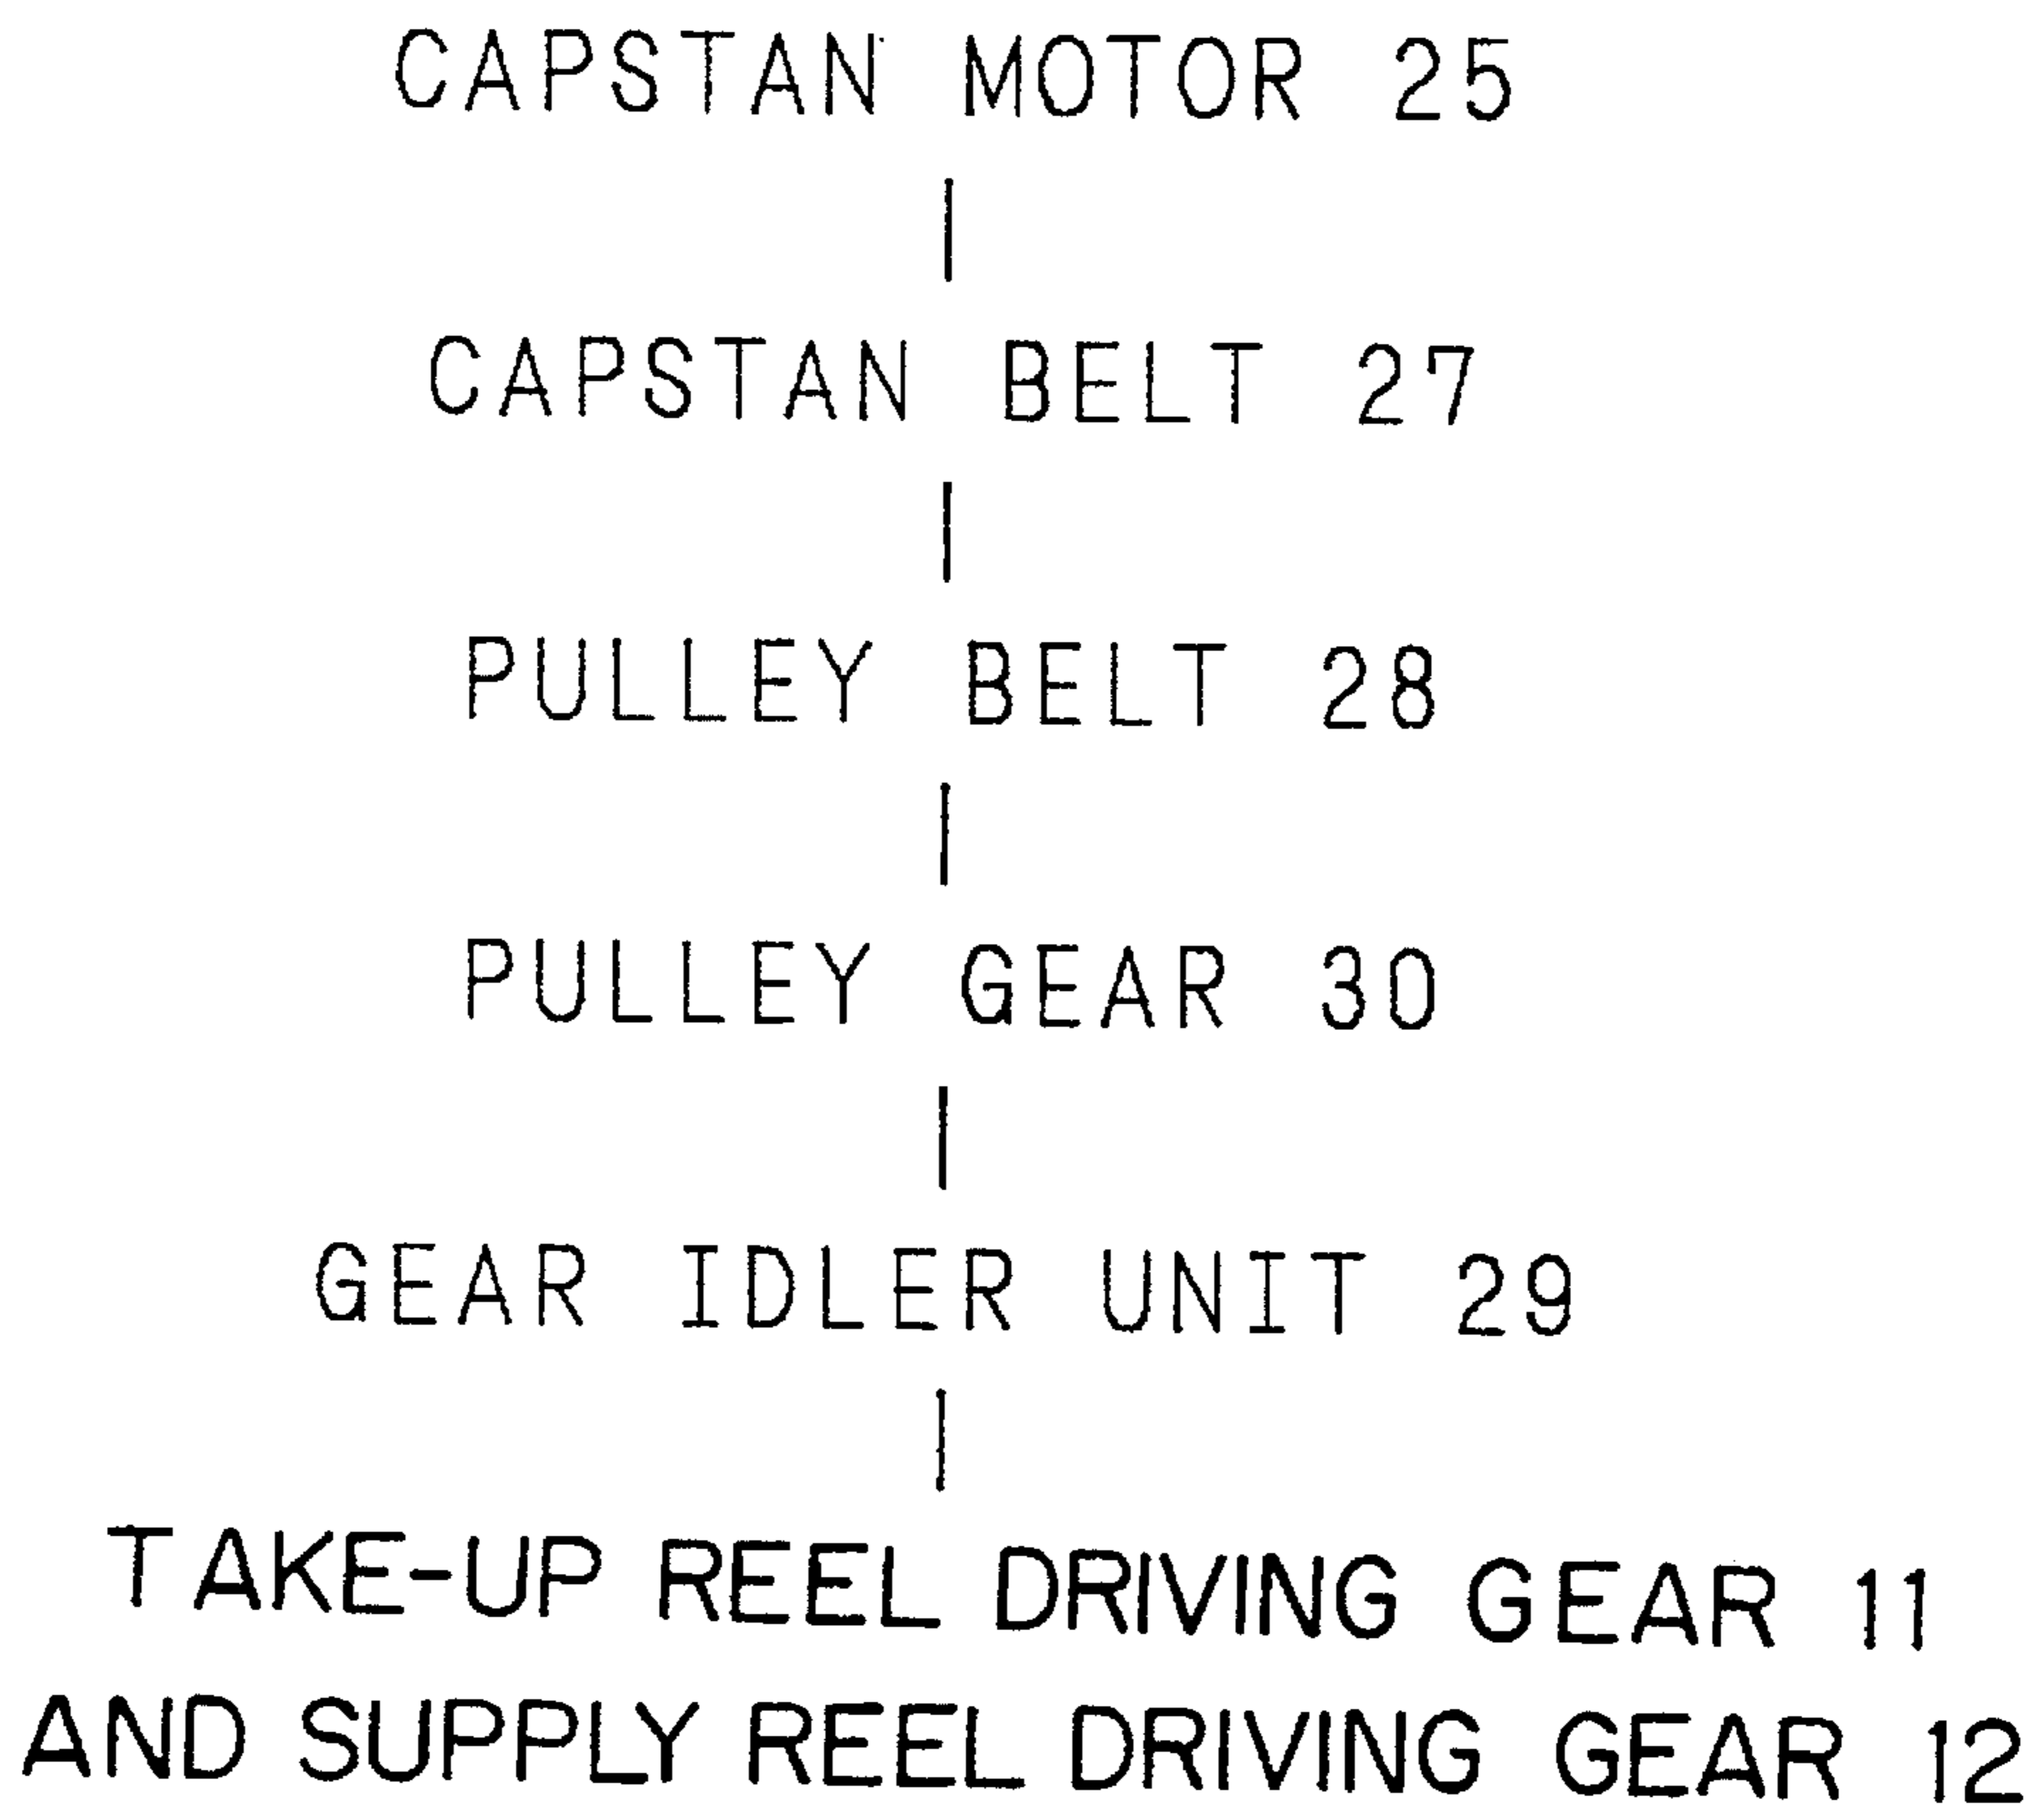 CAPSTAN MOTOR 25
CAPSTAN BELT 27
PULLEY BELT 28
PULLEY GEAR 30
GEAR IDLER UNIT 29
TAKE-UP REEL DRIVING GEAR 11
AND SUPPLY REEL DRIVING GEAR 12